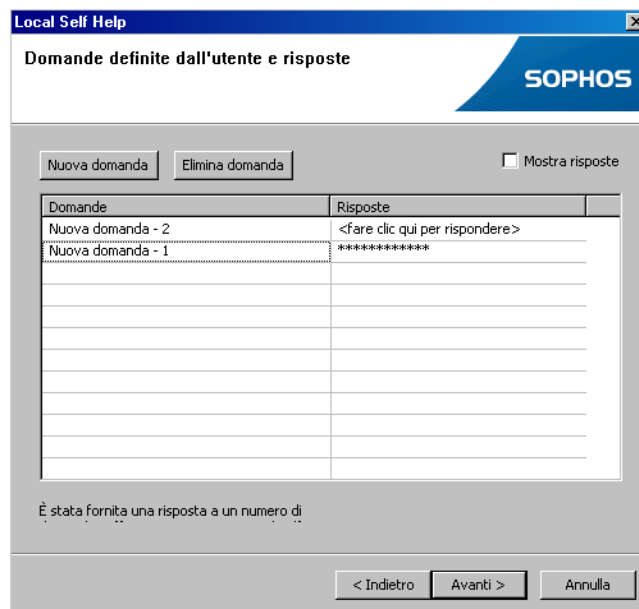 Local Self Help
Domande definite dall'utente e risposte
SOPHOS
Nuova domanda
Elimina domanda
Mostra risposte
Domande
Risposte
Nuova domanda - 2
<fare clic qui per rispondere>
Nuova domanda - 1
************
È stata fornita una risposta a un numero di
< Indietro
Avanti >
Annulla